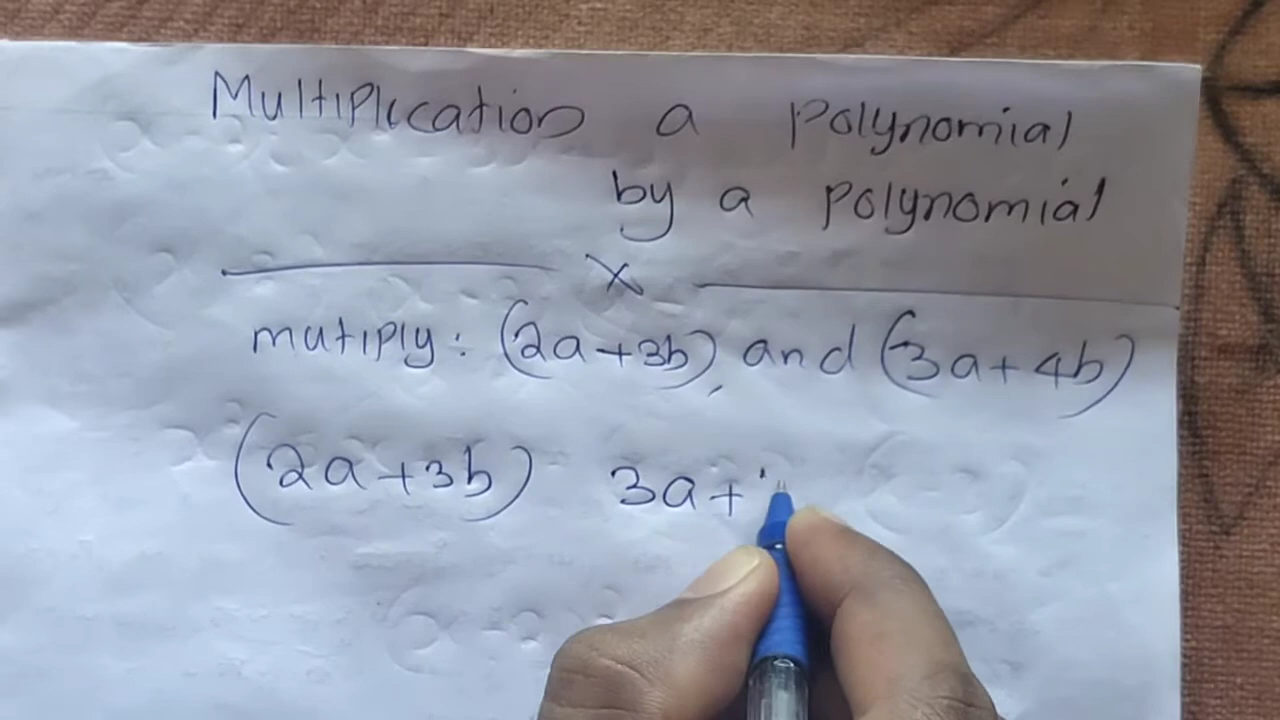 Multiplication a polynomial
by a polynomial
×
mutiply: (2a+3b), and (3a+4b)
(2a+3b) 3a+